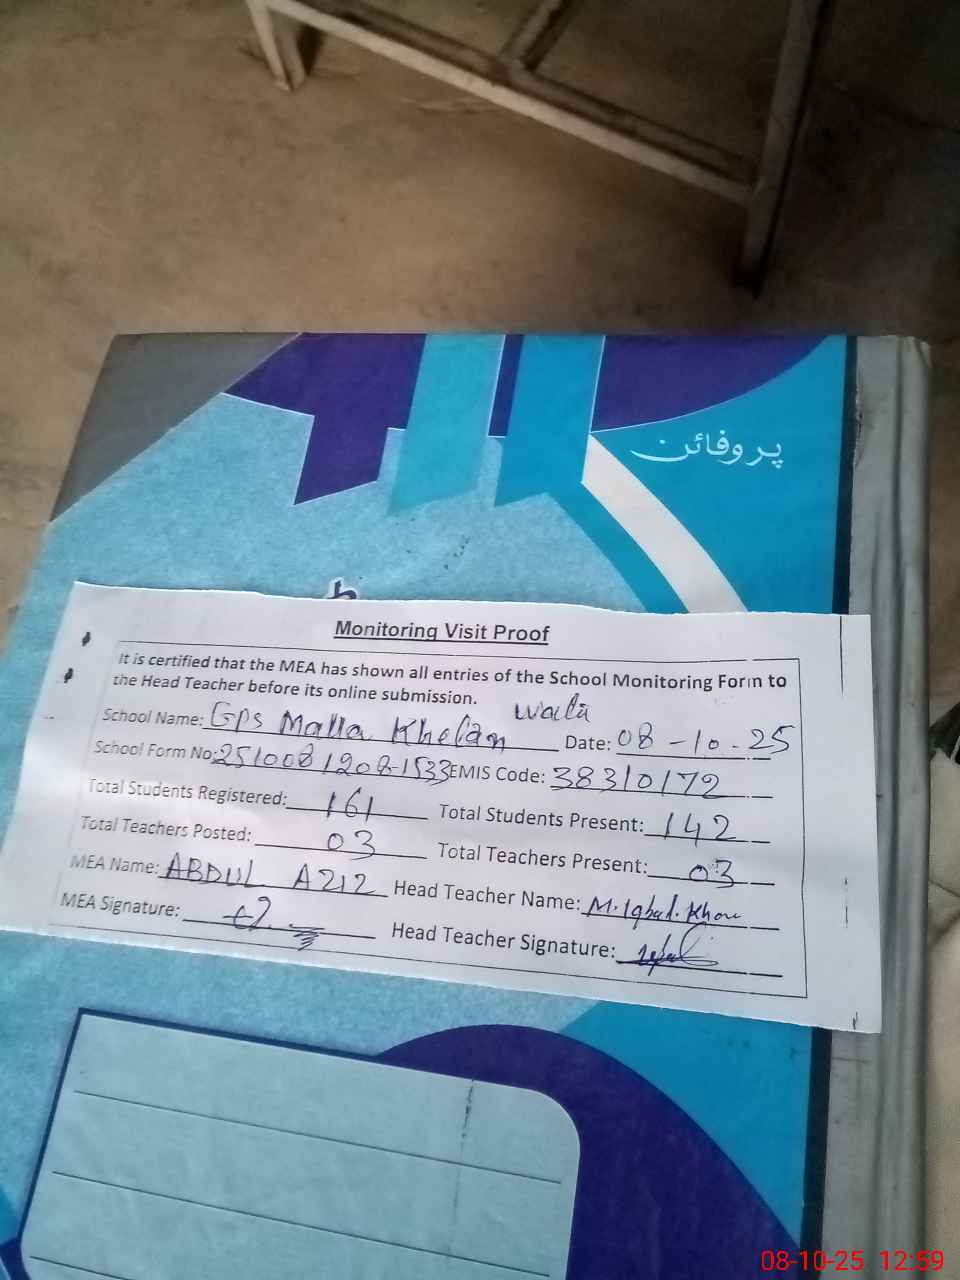 پروفائل
Monitoring Visit Proof
It is certified that the MEA has shown all entries of the School Monitoring Form to
the Head Teacher before its online submission.
School Name: Gps Malla Khelan wala Date: 08-10-25
School Form No: 251008 1208-1533 EMIS Code: 38310172
Total Students Registered: 161 Total Students Present: 142
Total Teachers Posted: 03 Total Teachers Present: 03
MEA Name: ABDUL AZIZ Head Teacher Name: M. Iqbal. Khan
MEA Signature: Head Teacher Signature:
08-10-25 12:59